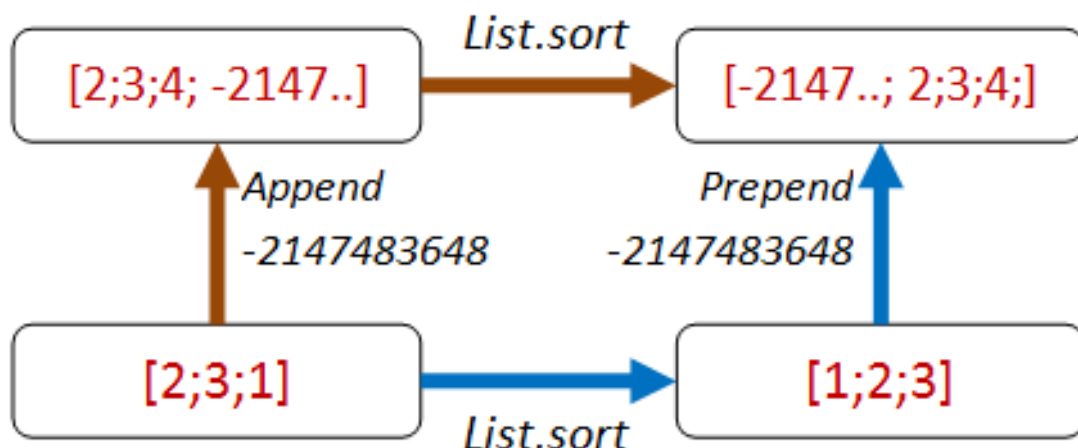 List.sort
[2;3;4; -2147..]
[-2147..; 2;3;4;]
Append
-2147483648
Prepend
-2147483648
[2;3;1]
[1;2;3]
List.sort